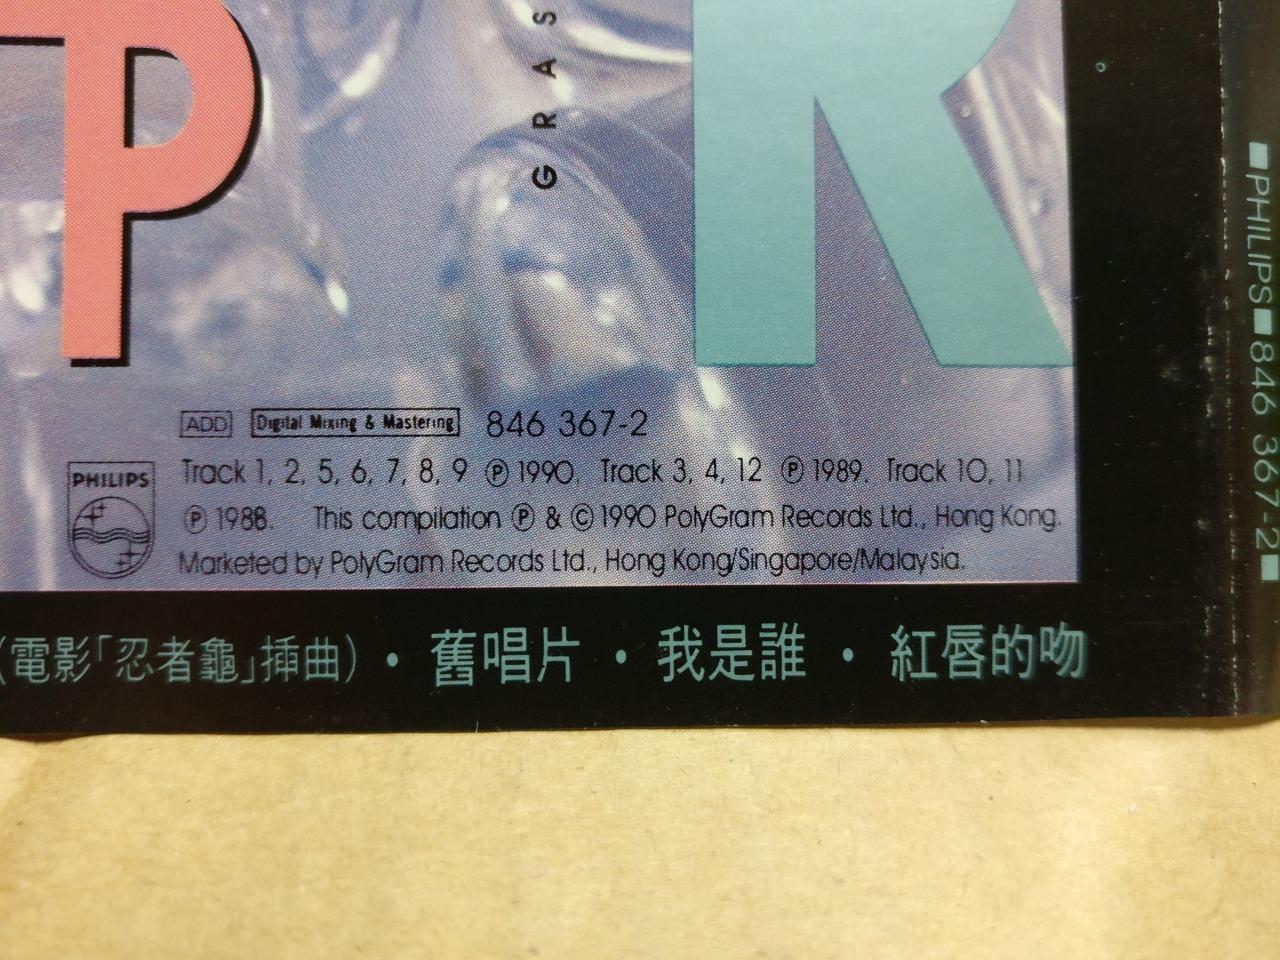 P
GRAS
R
ADD Digital Mixing & Mastering 846 367-2
PHILIPS
Track 1, 2, 5, 6, 7, 8, 9 ℗ 1990. Track 3, 4, 12 ℗ 1989. Track 10, 11
℗ 1988. This compilation ℗ & © 1990 PolyGram Records Ltd., Hong Kong.
Marketed by PolyGram Records Ltd., Hong Kong/Singapore/Malaysia.
(電影「忍者龜」插曲)•舊唱片•我是誰•紅唇的吻
■PHILIPS■846 367-2■